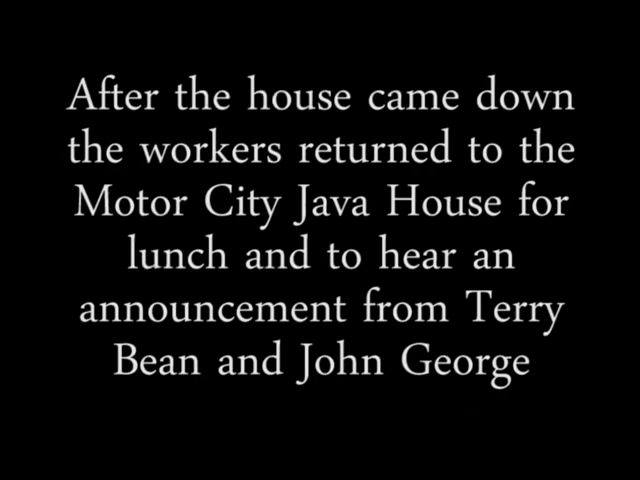 After the house came down
the workers returned to the
Motor City Java House for
lunch and to hear an
announcement from Terry
Bean and John George